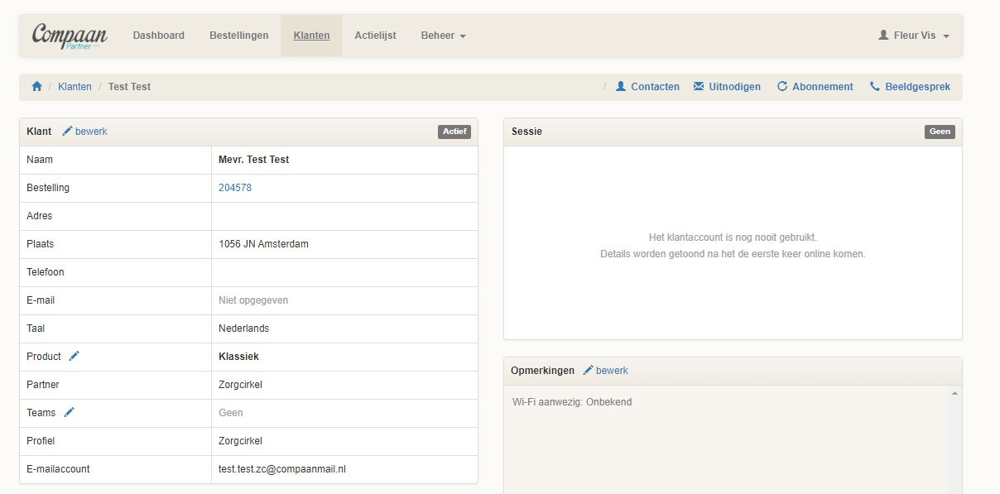 Compaan Partner Dashboard Bestellingen Klanten Actielijst Beheer Fleur Vis
/ Klanten / Test Test / Contacten Uitnodigen Abonnement Beeldgesprek
Klant bewerk Actief
Naam Mevr. Test Test
Bestelling 204578
Adres
Plaats 1056 JN Amsterdam
Telefoon
E-mail Niet opgegeven
Taal Nederlands
Product Klassiek
Partner Zorgcirkel
Teams Geen
Profiel Zorgcirkel
E-mailaccount test.test.zc@compaanmail.nl
Sessie Geen
Het klantaccount is nog nooit gebruikt.
Details worden getoond na het de eerste keer online komen.
Opmerkingen bewerk
Wi-Fi aanwezig: Onbekend